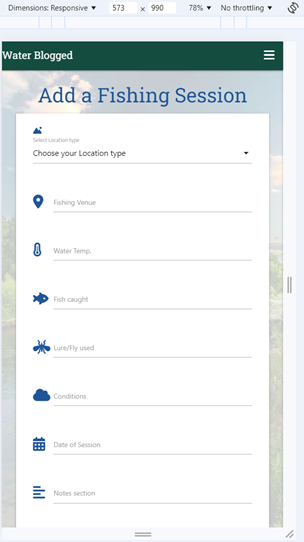 Dimensions: Responsive ▼ 573 x 990 78% ▼ No throttling ▼
Water Blogged
Add a Fishing Session
Select Location type
Choose your Location type
Fishing Venue
Water Temp.
Fish caught
Lure/Fly used
Conditions
Date of Session
Notes section